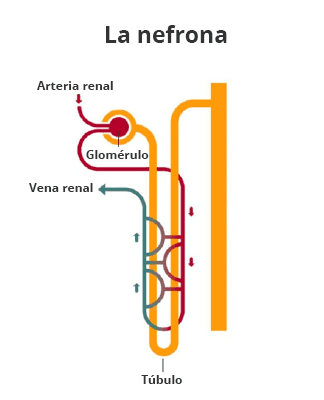 La nefrona
Arteria renal
Glomérulo
Vena renal
Túbulo